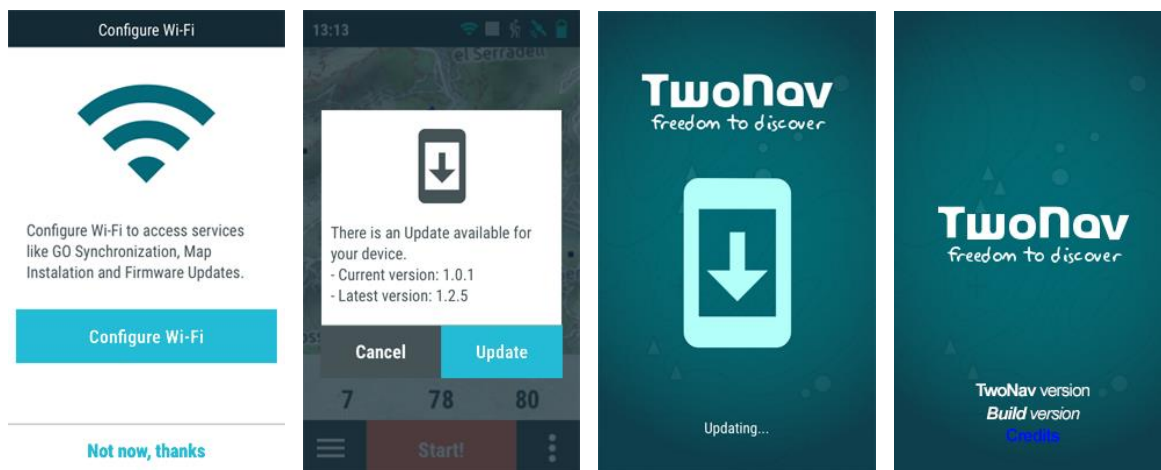 Configure Wi-Fi
Configure Wi-Fi to access services
like GO Synchronization, Map
Instalation and Firmware Updates.
Configure Wi-Fi
Not now, thanks
13:13
el Serradell
There is an Update available for
your device.
- Current version: 1.0.1
- Latest version: 1.2.5
Cancel
Update
7 78 80
Start!
TwoNav
freedom to discover
Updating...
TwoNav
freedom to discover
TwoNav version
Build version
Credits